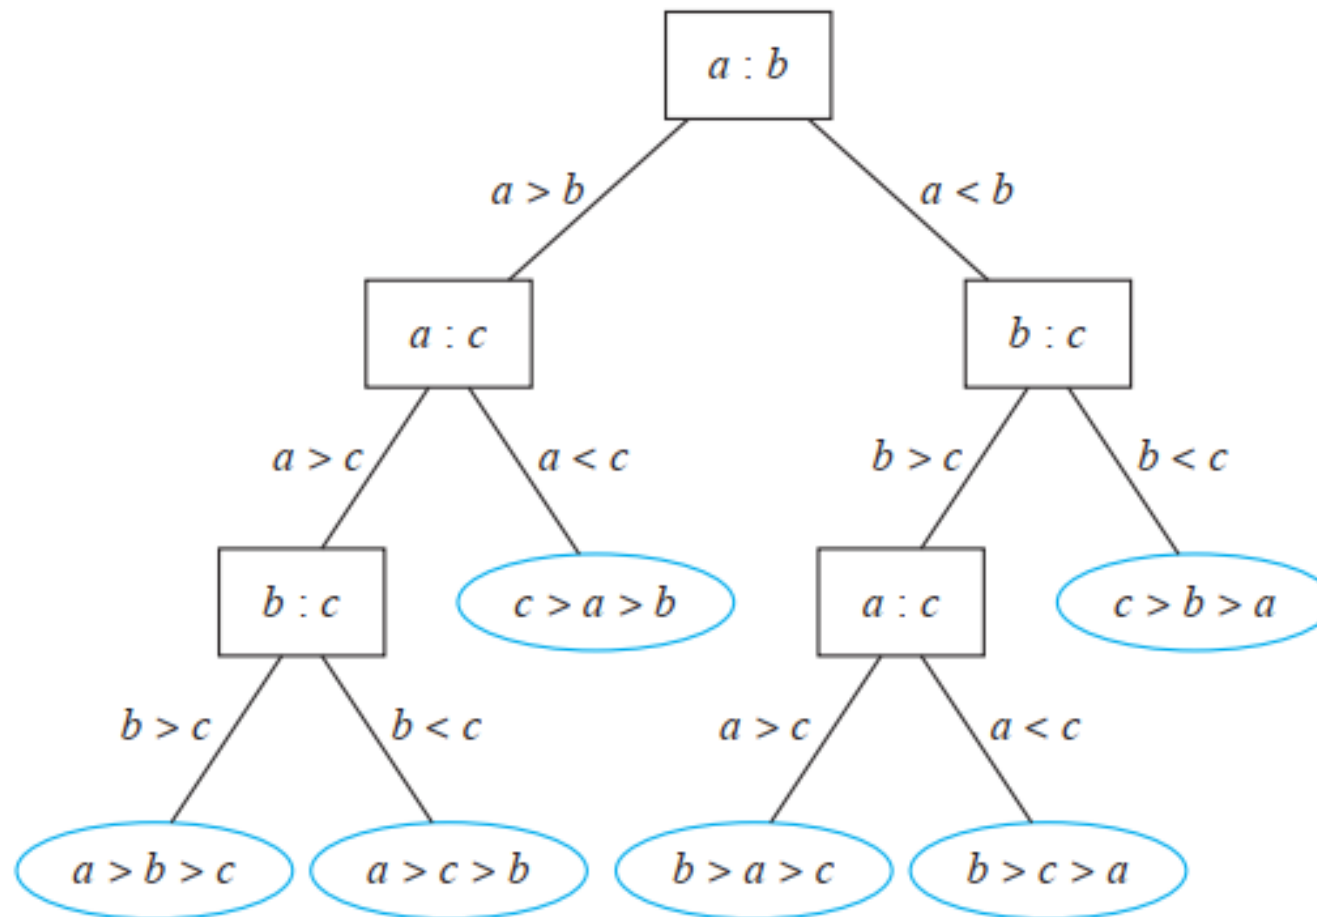 a : b
a > b
a < b
a : c
b : c
a > c
a < c
b > c
b < c
b : c
c > a > b
a : c
c > b > a
b > c
b < c
a > c
a < c
a > b > c
a > c > b
b > a > c
b > c > a